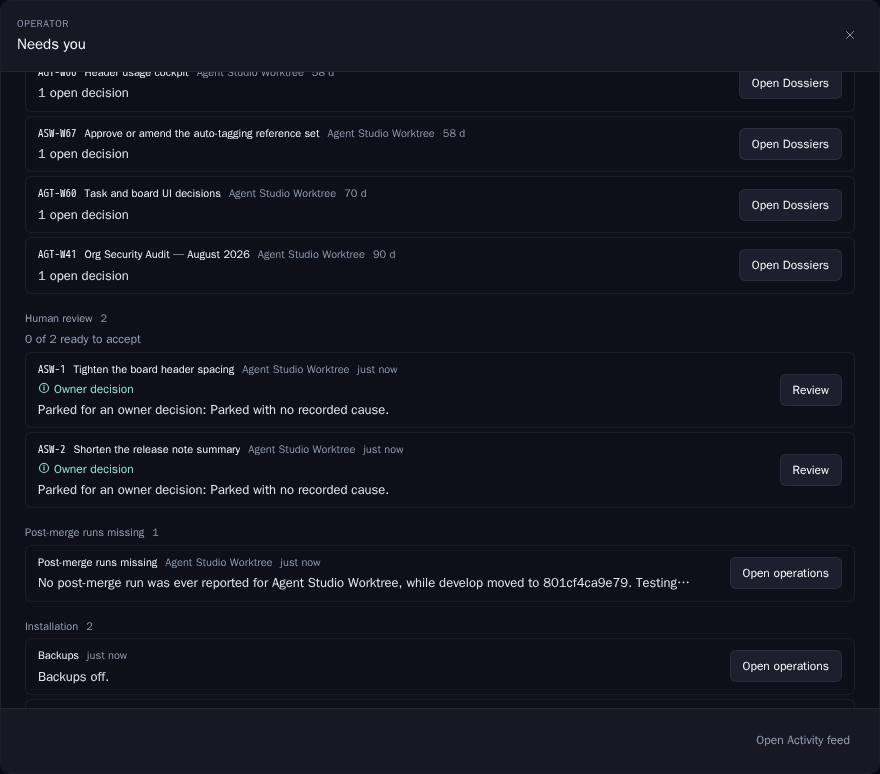 OPERATOR
Needs you
AGT-W66 Header usage cockpit Agent Studio Worktree 58 d
1 open decision
Open Dossiers
ASW-W67 Approve or amend the auto-tagging reference set Agent Studio Worktree 58 d
1 open decision
Open Dossiers
AGT-W60 Task and board UI decisions Agent Studio Worktree 70 d
1 open decision
Open Dossiers
AGT-W41 Org Security Audit — August 2026 Agent Studio Worktree 90 d
1 open decision
Open Dossiers
Human review 2
0 of 2 ready to accept
ASW-1 Tighten the board header spacing Agent Studio Worktree just now
Owner decision
Parked for an owner decision: Parked with no recorded cause.
Review
ASW-2 Shorten the release note summary Agent Studio Worktree just now
Owner decision
Parked for an owner decision: Parked with no recorded cause.
Review
Post-merge runs missing 1
Post-merge runs missing Agent Studio Worktree just now
No post-merge run was ever reported for Agent Studio Worktree, while develop moved to 801cf4ca9e79. Testing⋯
Open operations
Installation 2
Backups just now
Backups off.
Open operations
Open Activity feed